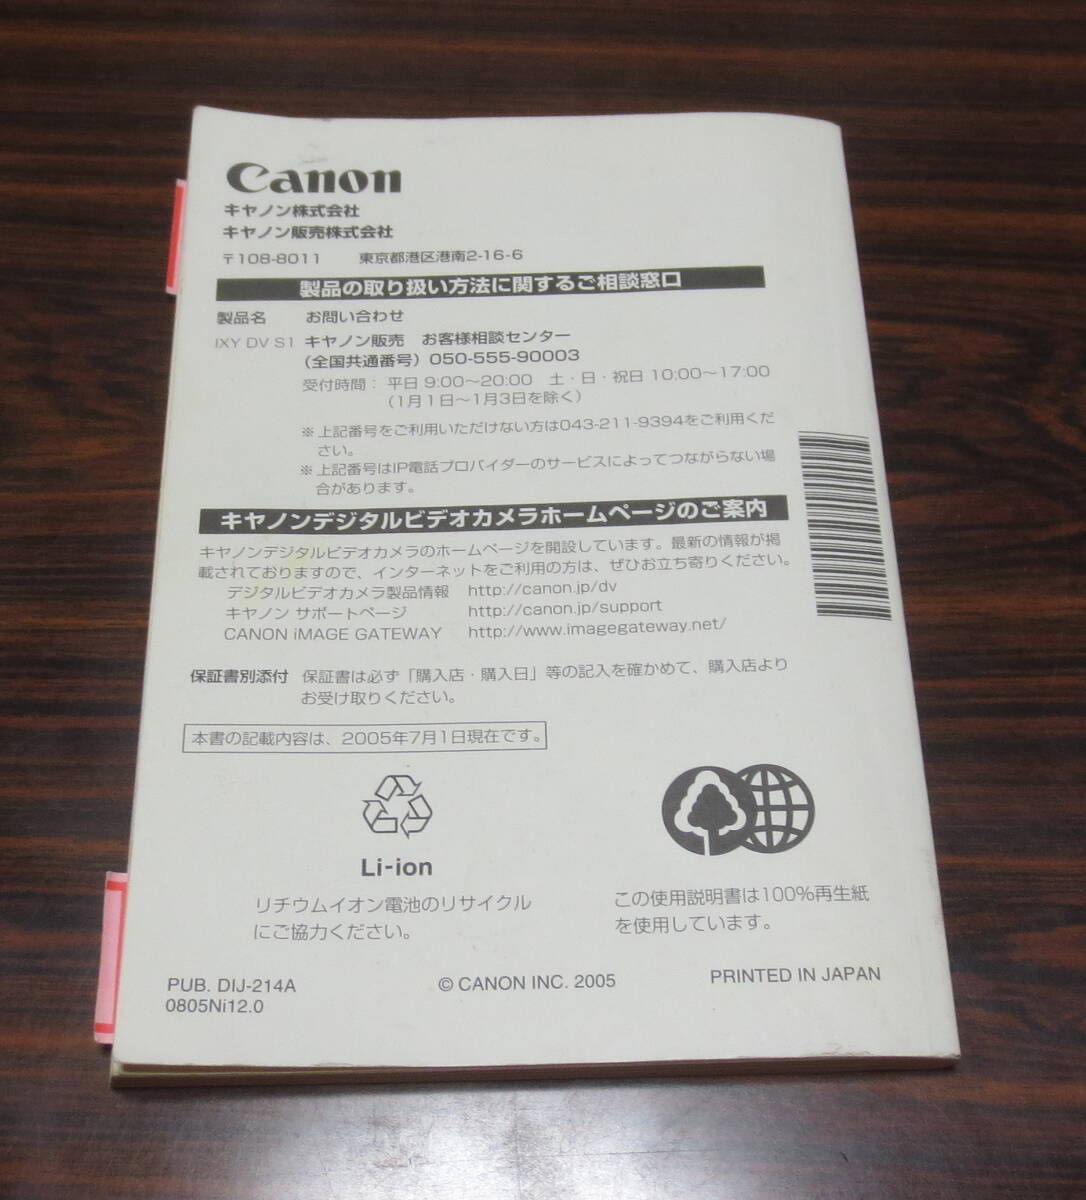 Canon
キヤノン株式会社
キヤノン販売株式会社
〒108-8011 東京都港区港南2-16-6
製品の取り扱い方法に関するご相談窓口
製品名 お問い合わせ
IXY DV S1 キヤノン販売 お客様相談センター
(全国共通番号) 050-555-90003
受付時間: 平日 9:00～20:00 土・日・祝日 10:00～17:00
(1月1日～1月3日を除く)
※上記番号をご利用いただけない方は043-211-9394をご利用くだ
さい。
※上記番号はIP電話プロバイダーのサービスによってつながらない場
合があります。
キヤノンデジタルビデオカメラホームページのご案内
キヤノンデジタルビデオカメラのホームページを開設しています。最新の情報が掲
載されておりますので、インターネットをご利用の方は、ぜひお立ち寄りください。
デジタルビデオカメラ製品情報 http://canon.jp/dv
キヤノン サポートページ http://canon.jp/support
CANON iMAGE GATEWAY http://www.imagegateway.net/
保証書別添付 保証書は必ず「購入店・購入日」等の記入を確かめて、購入店より
お受け取りください。
本書の記載内容は、2005年7月1日現在です。
Li-ion
リチウムイオン電池のリサイクル
にご協力ください。
この使用説明書は100%再生紙
を使用しています。
PUB. DIJ-214A
0805Ni12.0
© CANON INC. 2005
PRINTED IN JAPAN